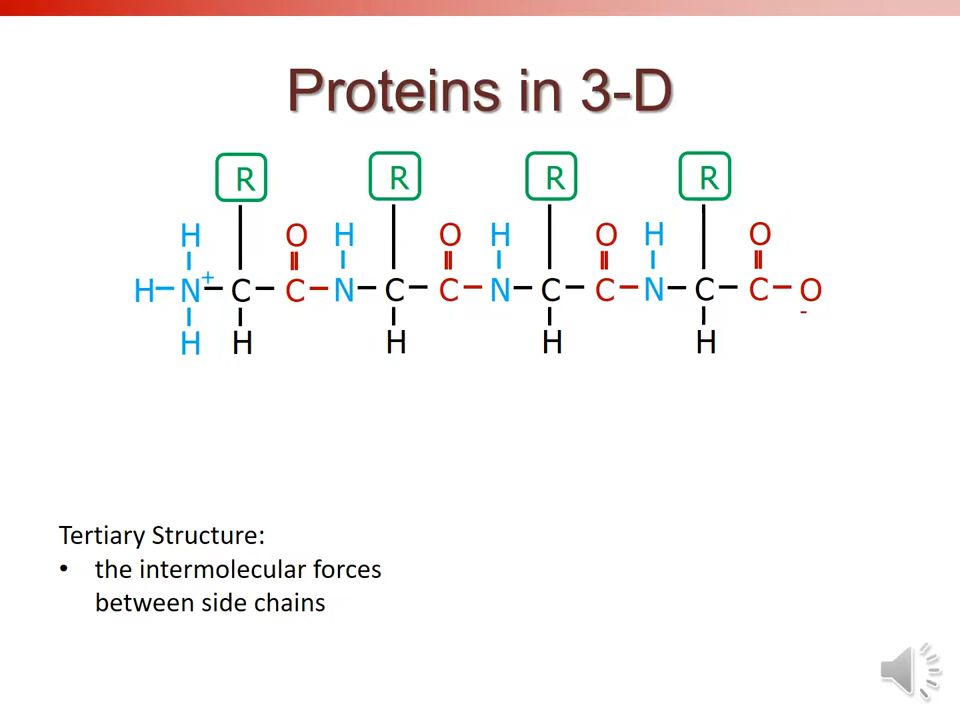 Proteins in 3-D
R R R R
H O H O H O H O
H N + C C N C C N C C N C C O -
H H H H H
Tertiary Structure:
• the intermolecular forces
between side chains